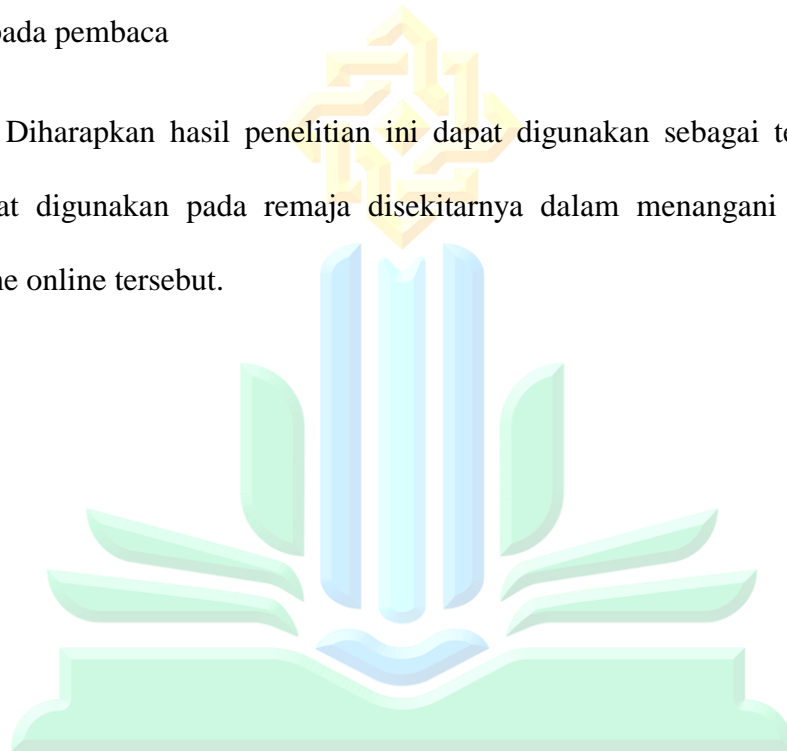 pada pembaca
Diharapkan hasil penelitian ini dapat digunakan sebagai te
at digunakan pada remaja disekitarnya dalam menangani
ne online tersebut.